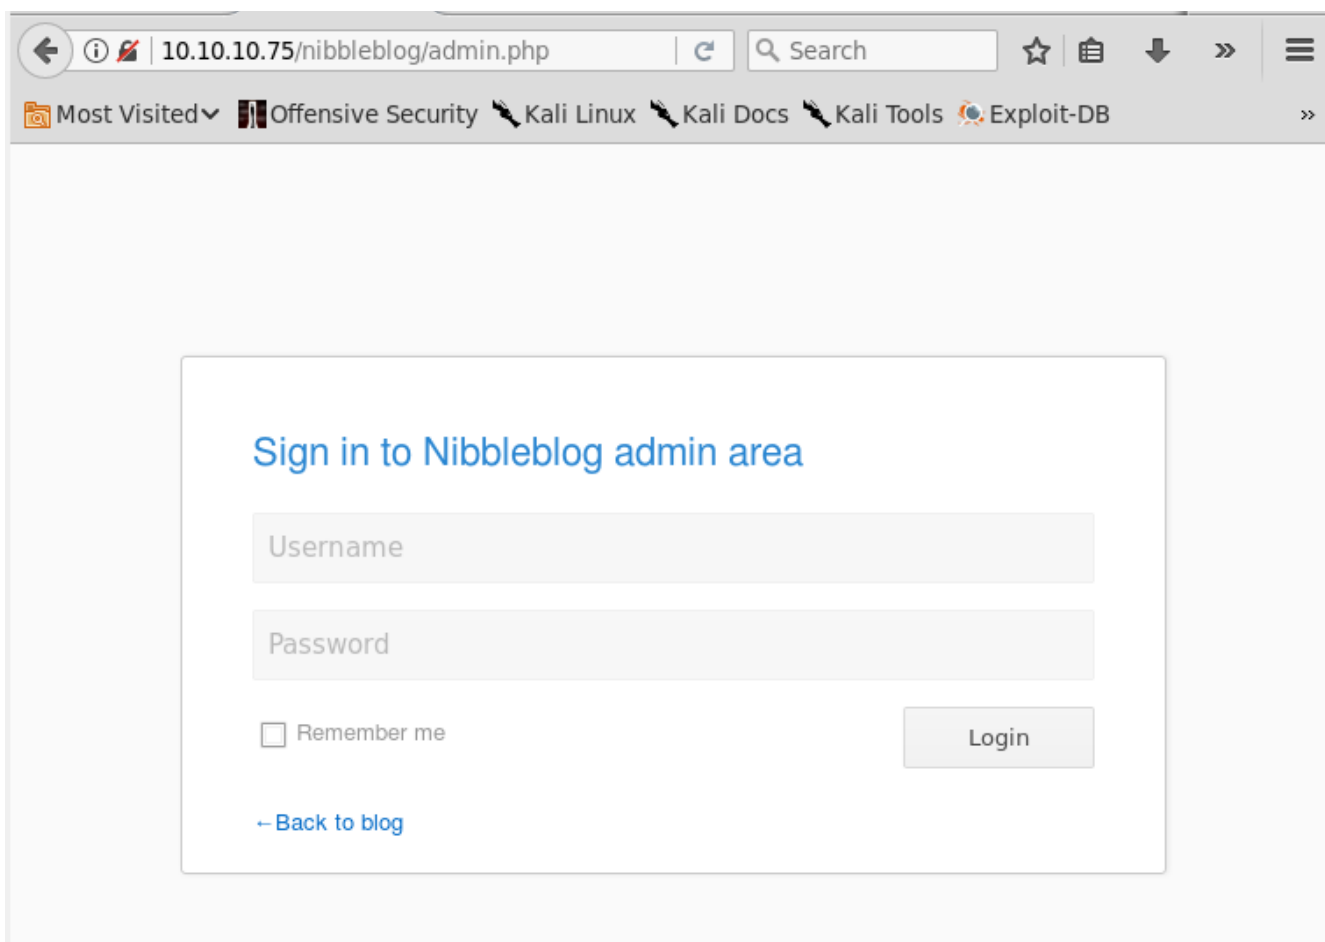 10.10.10.75/nibbleblog/admin.php Search
Most Visited Offensive Security Kali Linux Kali Docs Kali Tools Exploit-DB
Sign in to Nibbleblog admin area
Username
Password
Remember me Login
←Back to blog